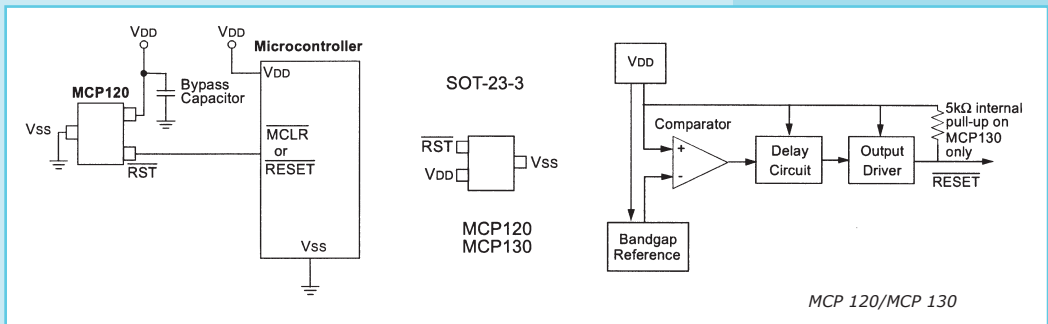 VDD
VDD
Microcontroller
VDD
Bypass
Capacitor
MCP120
VSS
RST
MCLR
or
RESET
VSS
SOT-23-3
RST
VDD
VSS
MCP120
MCP130
VDD
Comparator
+
-
Delay
Circuit
Output
Driver
5kΩ internal
pull-up on
MCP130
only
RESET
Bandgap
Reference
MCP 120/MCP 130